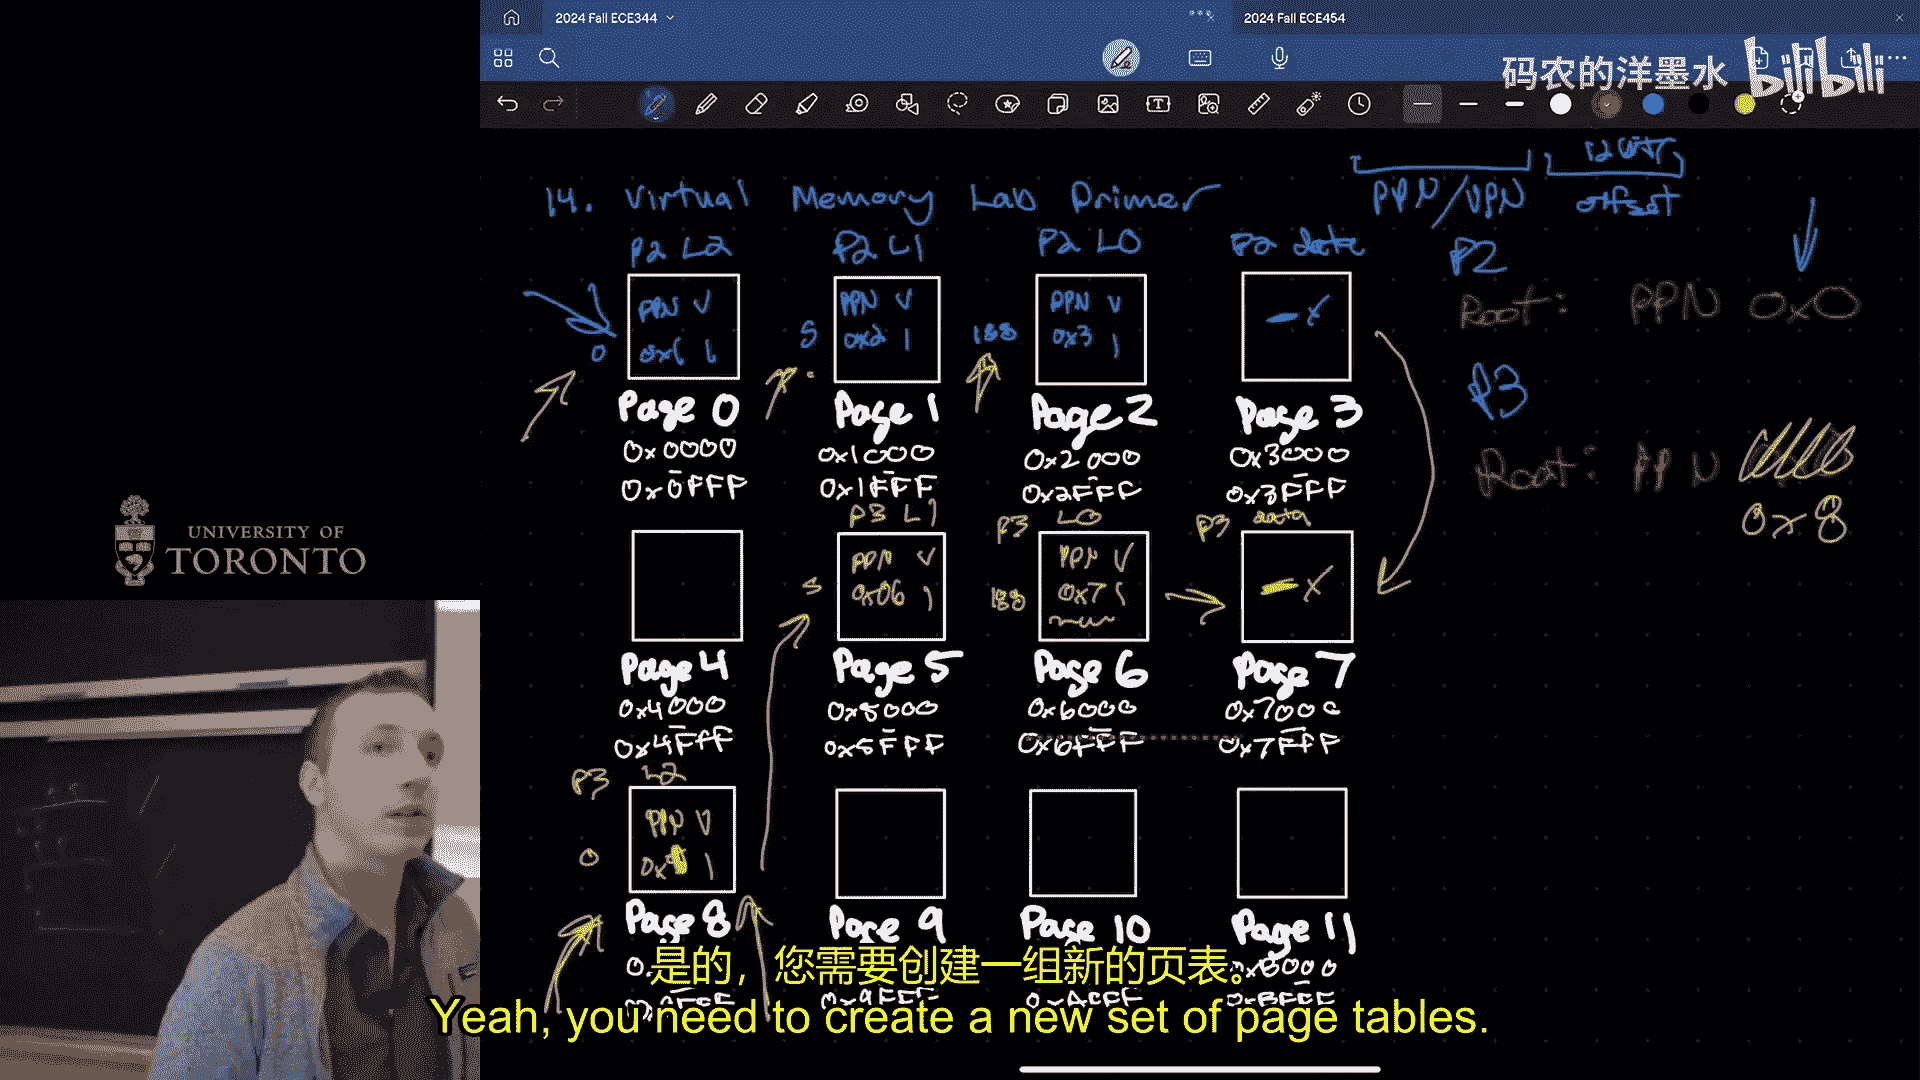 2024 Fall ECE344
2024 Fall ECE454
码农的洋墨水 bilibili
12 bits
PPN/VPN offset
14. Virtual Memory Lab Primer
P2 L2 P2 L1 P2 L0 P2 data
PPN V PPN V PPN V
0 5 0x2 1 188 0x3 1 x
Page 0 Page 1 Page 2 Page 3
0x0000 0x1000 0x2000 0x3000
0x0FFF 0x1FFF 0x2FFF 0x3FFF
P2
Root: PPN 0x0
P3
Root: PPN
0x8
P3 L1 P3 L0 P3 data
PPN V PPN V
5 0x06 1 188 0x7 1 x
Page 4 Page 5 Page 6 Page 7
0x4000 0x5000 0x6000 0x7000
0x4FFF 0x5FFF 0x6FFF 0x7FFF
P3 L2
PPN V
0 1
Page 8 Page 9 Page 10 Page 11
UNIVERSITY OF
TORONTO
是的，您需要创建一组新的页表。
Yeah, you need to create a new set of page tables.